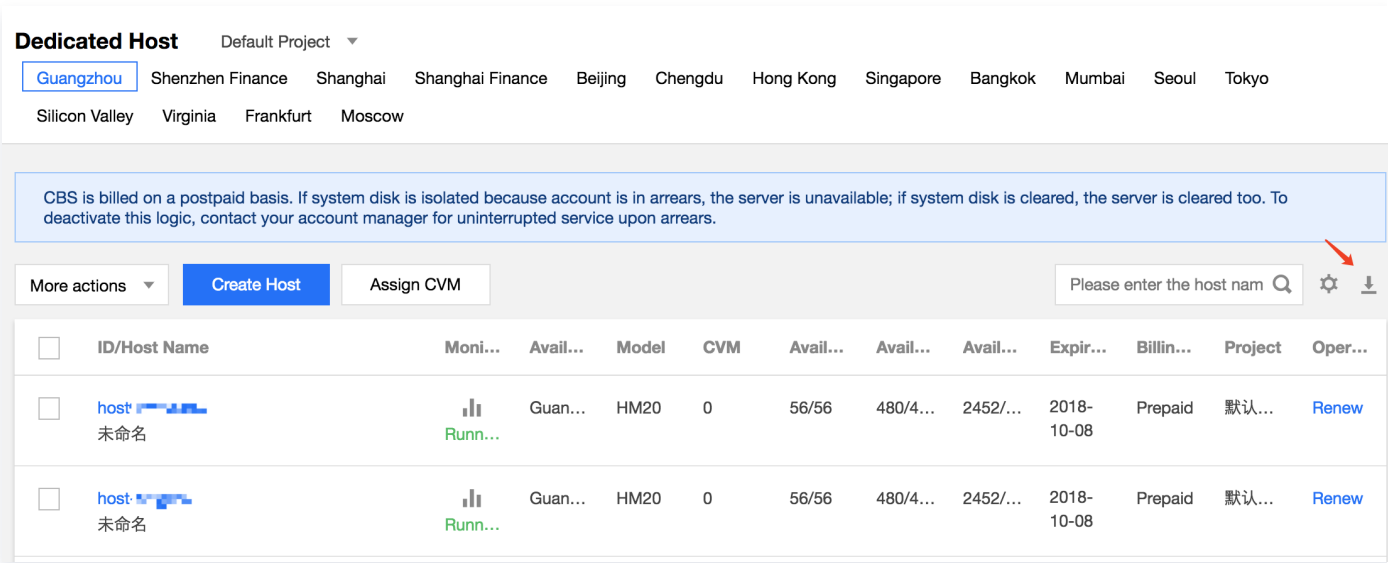 Dedicated Host Default Project
Guangzhou Shenzhen Finance Shanghai Shanghai Finance Beijing Chengdu Hong Kong Singapore Bangkok Mumbai Seoul Tokyo
Silicon Valley Virginia Frankfurt Moscow
CBS is billed on a postpaid basis. If system disk is isolated because account is in arrears, the server is unavailable; if system disk is cleared, the server is cleared too. To
deactivate this logic, contact your account manager for uninterrupted service upon arrears.
More actions Create Host Assign CVM Please enter the host nam
ID/Host Name Moni... Avail... Model CVM Avail... Avail... Avail... Expir... Billin... Project Oper...
host Guan... HM20 0 56/56 480/4... 2452/... 2018- Prepaid 默认... Renew
未命名 Runn... 10-08
host- Guan... HM20 0 56/56 480/4... 2452/... 2018- Prepaid 默认... Renew
未命名 Runn... 10-08